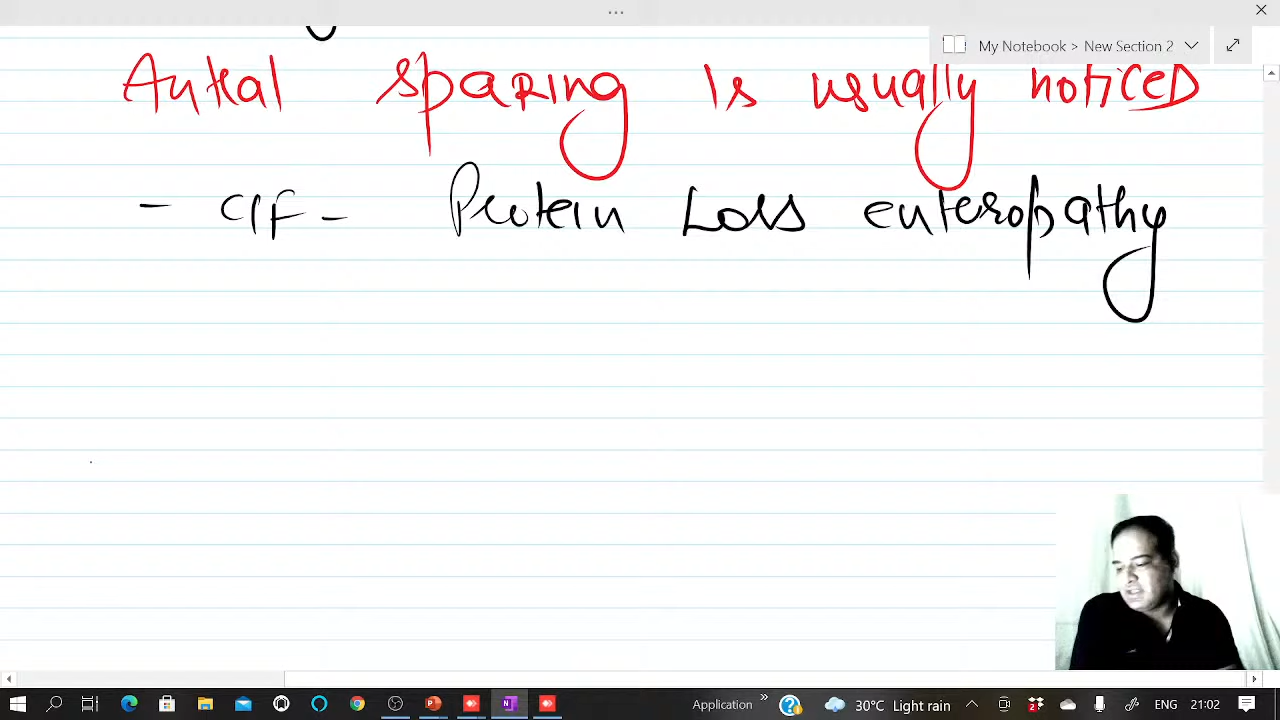 My Notebook > New Section 2
Antral sparing is usually noticed
- C/F - Protein Loss enteropathy
Application
30°C Light rain
ENG
21:02